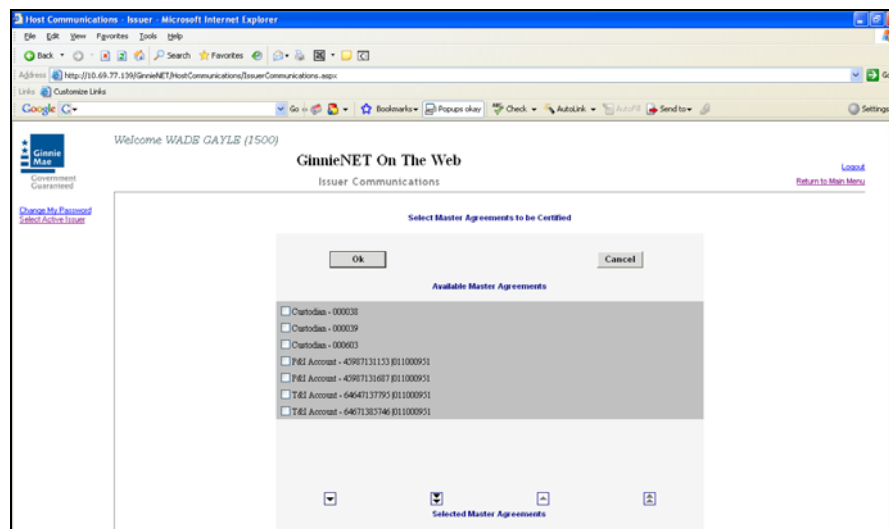 Host Communications - Issuer - Microsoft Internet Explorer
File Edit View Favorites Tools Help
Back Search Favorites
Address http://10.69.77.139/GinnieNET/HostCommunications/IssuerCommunications.aspx Go
Links Customize Links
Google G Go Bookmarks Popups okay Check AutoLink AutoFill Send to Settings
Ginnie Mae
Government Guaranteed
Welcome WADE GAYLE (1500)
GinnieNET On The Web
Issuer Communications
Logout
Return to Main Menu
Change My Password
Select Active Issuer
Select Master Agreements to be Certified
Ok Cancel
Available Master Agreements
Custodian - 000038
Custodian - 000039
Custodian - 000603
P&I Account - 45987131153 |011000951
P&I Account - 45987131687 |011000951
T&I Account - 64647137795 |011000951
T&I Account - 64671385746 |011000951
Selected Master Agreements